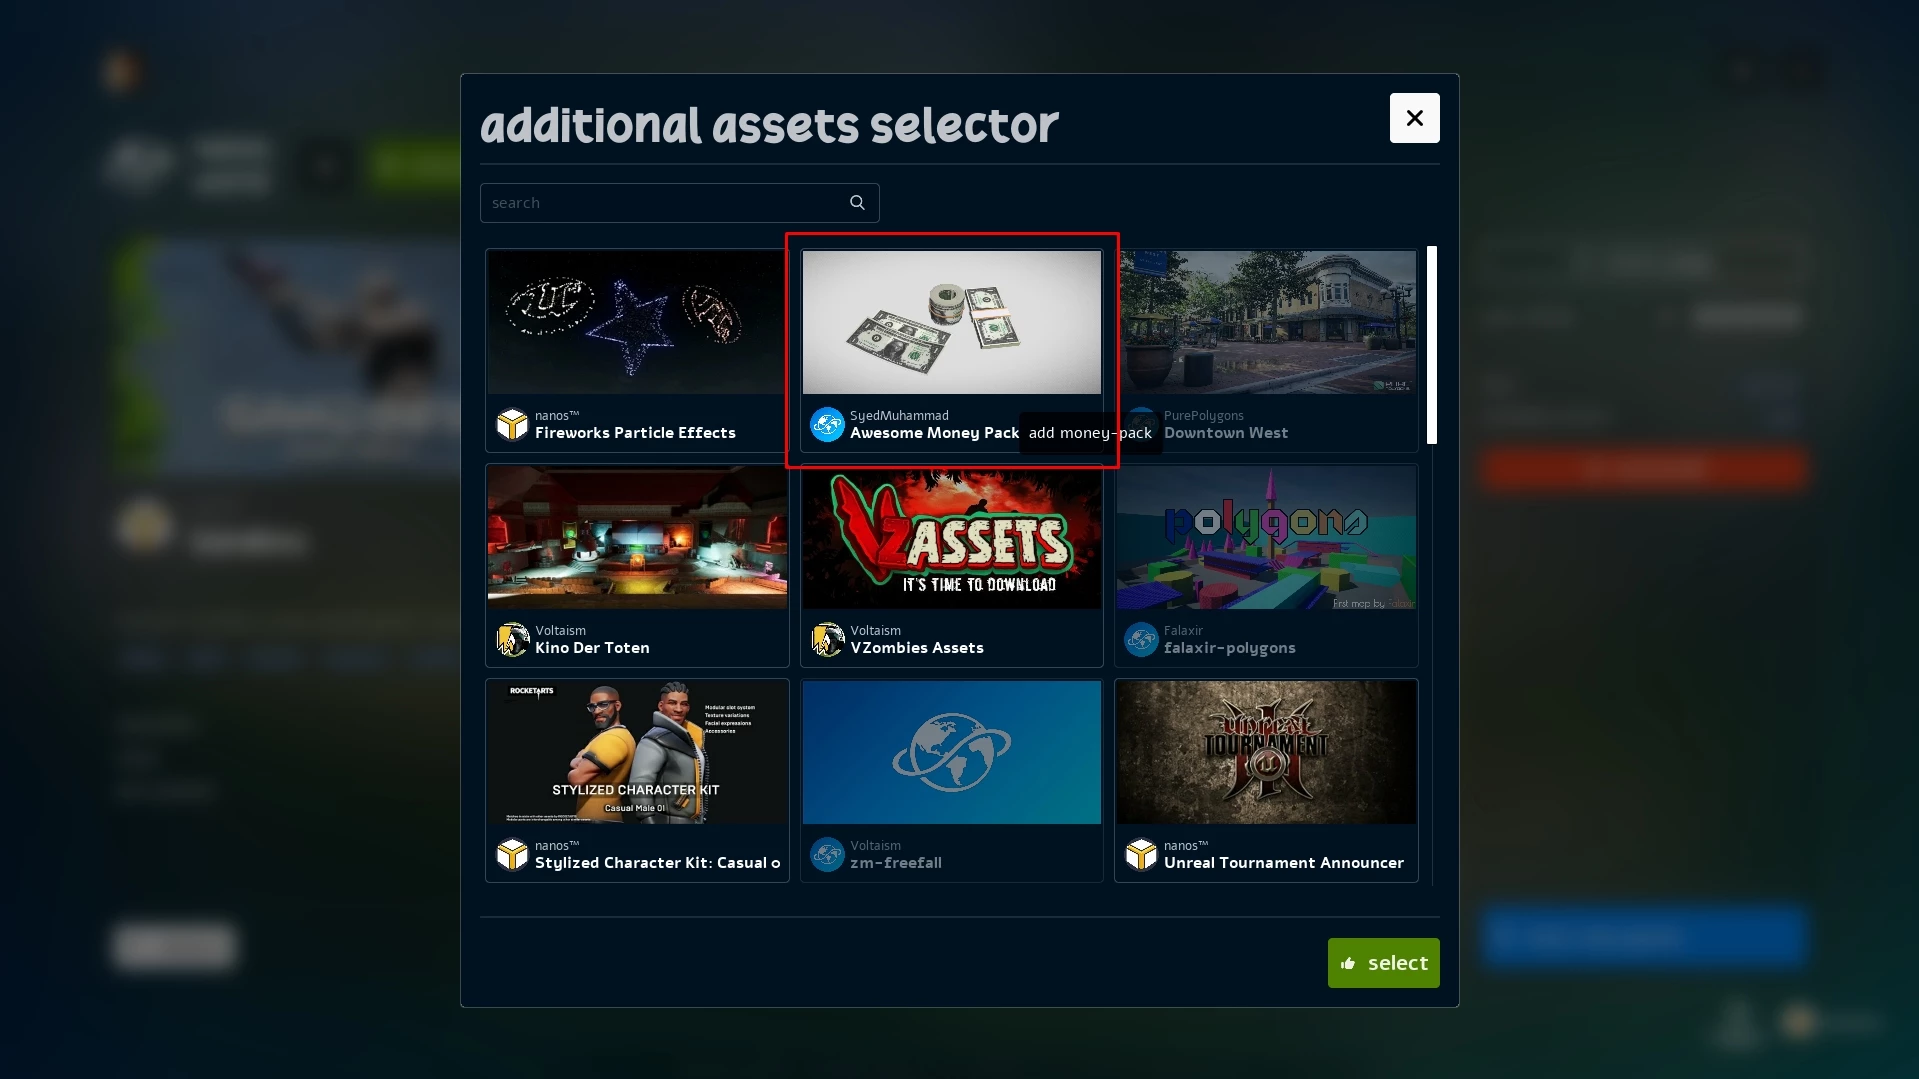 additional assets selector
search
nanos™
Fireworks Particle Effects
SyedMuhammad
Awesome Money Pack
add money-pack
PurePolygons
Downtown West
VZ ASSETS
IT'S TIME TO DOWNLOAD
polygons
First map by Falaxir
Voltaism
Kino Der Toten
Voltaism
VZombies Assets
Falaxir
falaxir-polygons
ROCKETARTS
Modular slot system
Texture variations
Facial expressions
Accessories
STYLIZED CHARACTER KIT
Casual Male 01
Unreal
TOURNAMENT
nanos™
Stylized Character Kit: Casual o
Voltaism
zm-freefall
nanos™
Unreal Tournament Announcer
select